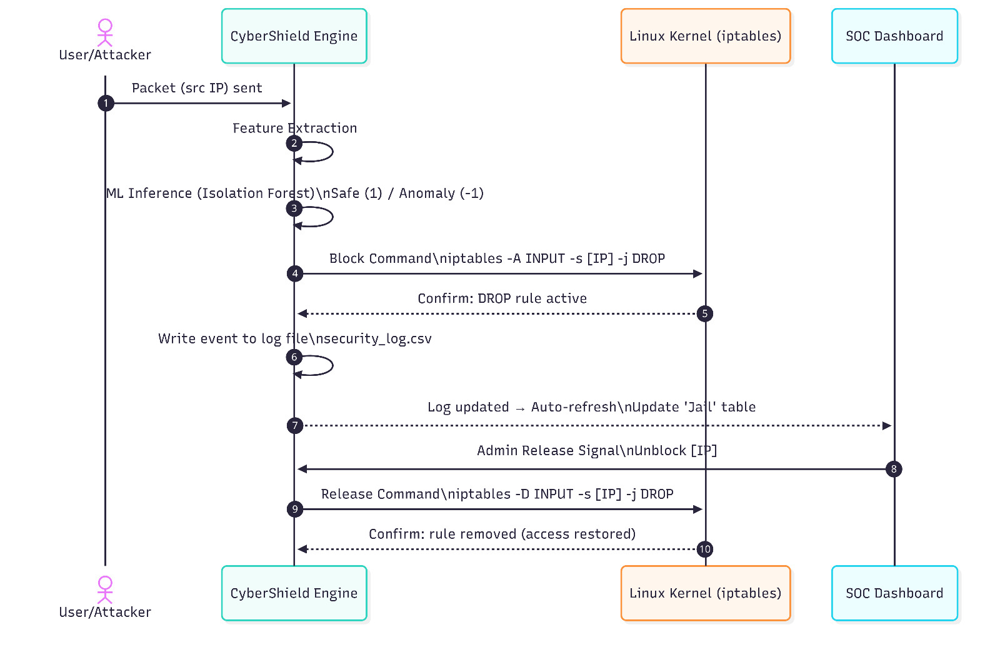 User/Attacker
CyberShield Engine
Linux Kernel (iptables)
SOC Dashboard
Packet (src IP) sent
1
Feature Extraction
2
ML Inference (Isolation Forest)\nSafe (1) / Anomaly (-1)
3
Block Command\niptables -A INPUT -s [IP] -j DROP
4
Confirm: DROP rule active
5
Write event to log file\nsecurity_log.csv
6
Log updated → Auto-refresh\nUpdate 'Jail' table
7
Admin Release Signal\nUnblock [IP]
8
Release Command\niptables -D INPUT -s [IP] -j DROP
9
Confirm: rule removed (access restored)
10
User/Attacker
CyberShield Engine
Linux Kernel (iptables)
SOC Dashboard